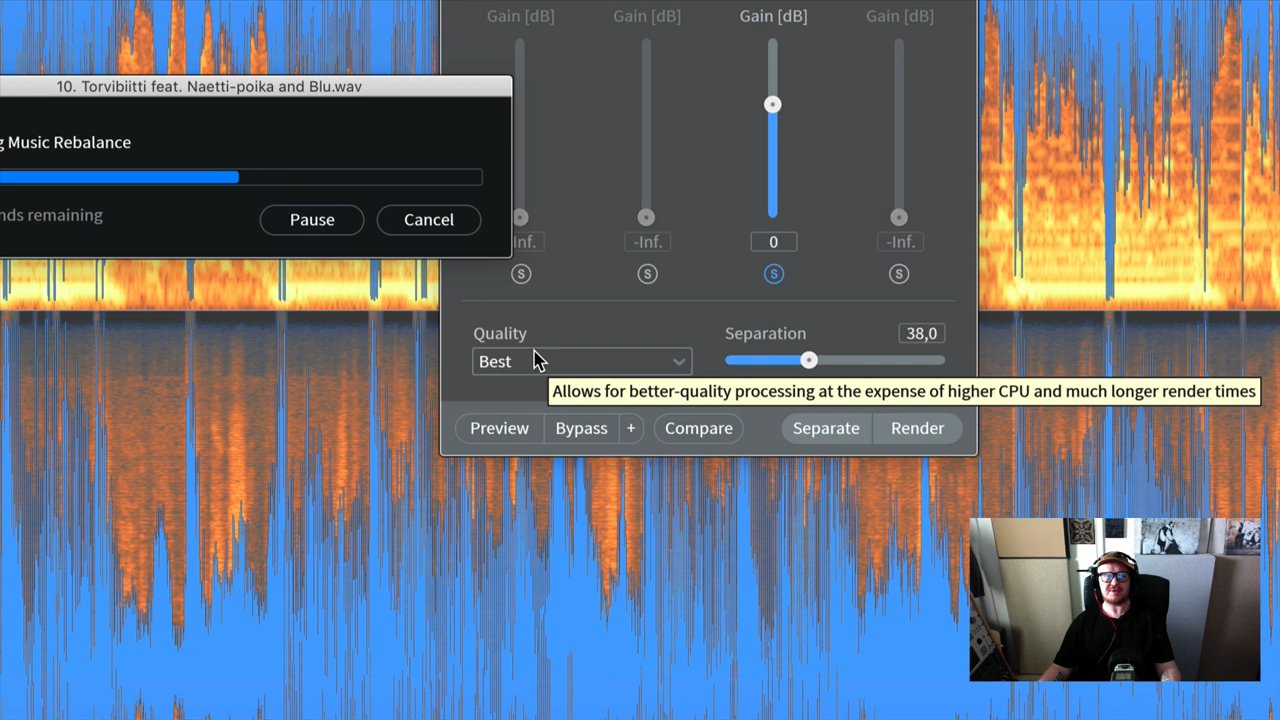 Gain [dB] Gain [dB] Gain [dB] Gain [dB]
10. Torvibiitti feat. Naetti-poika and Blu.wav
g Music Rebalance
nds remaining
Pause Cancel
Inf. -Inf. 0 -Inf.
S S S S
Quality Separation 38,0
Best
Allows for better-quality processing at the expense of higher CPU and much longer render times
Preview Bypass + Compare Separate Render